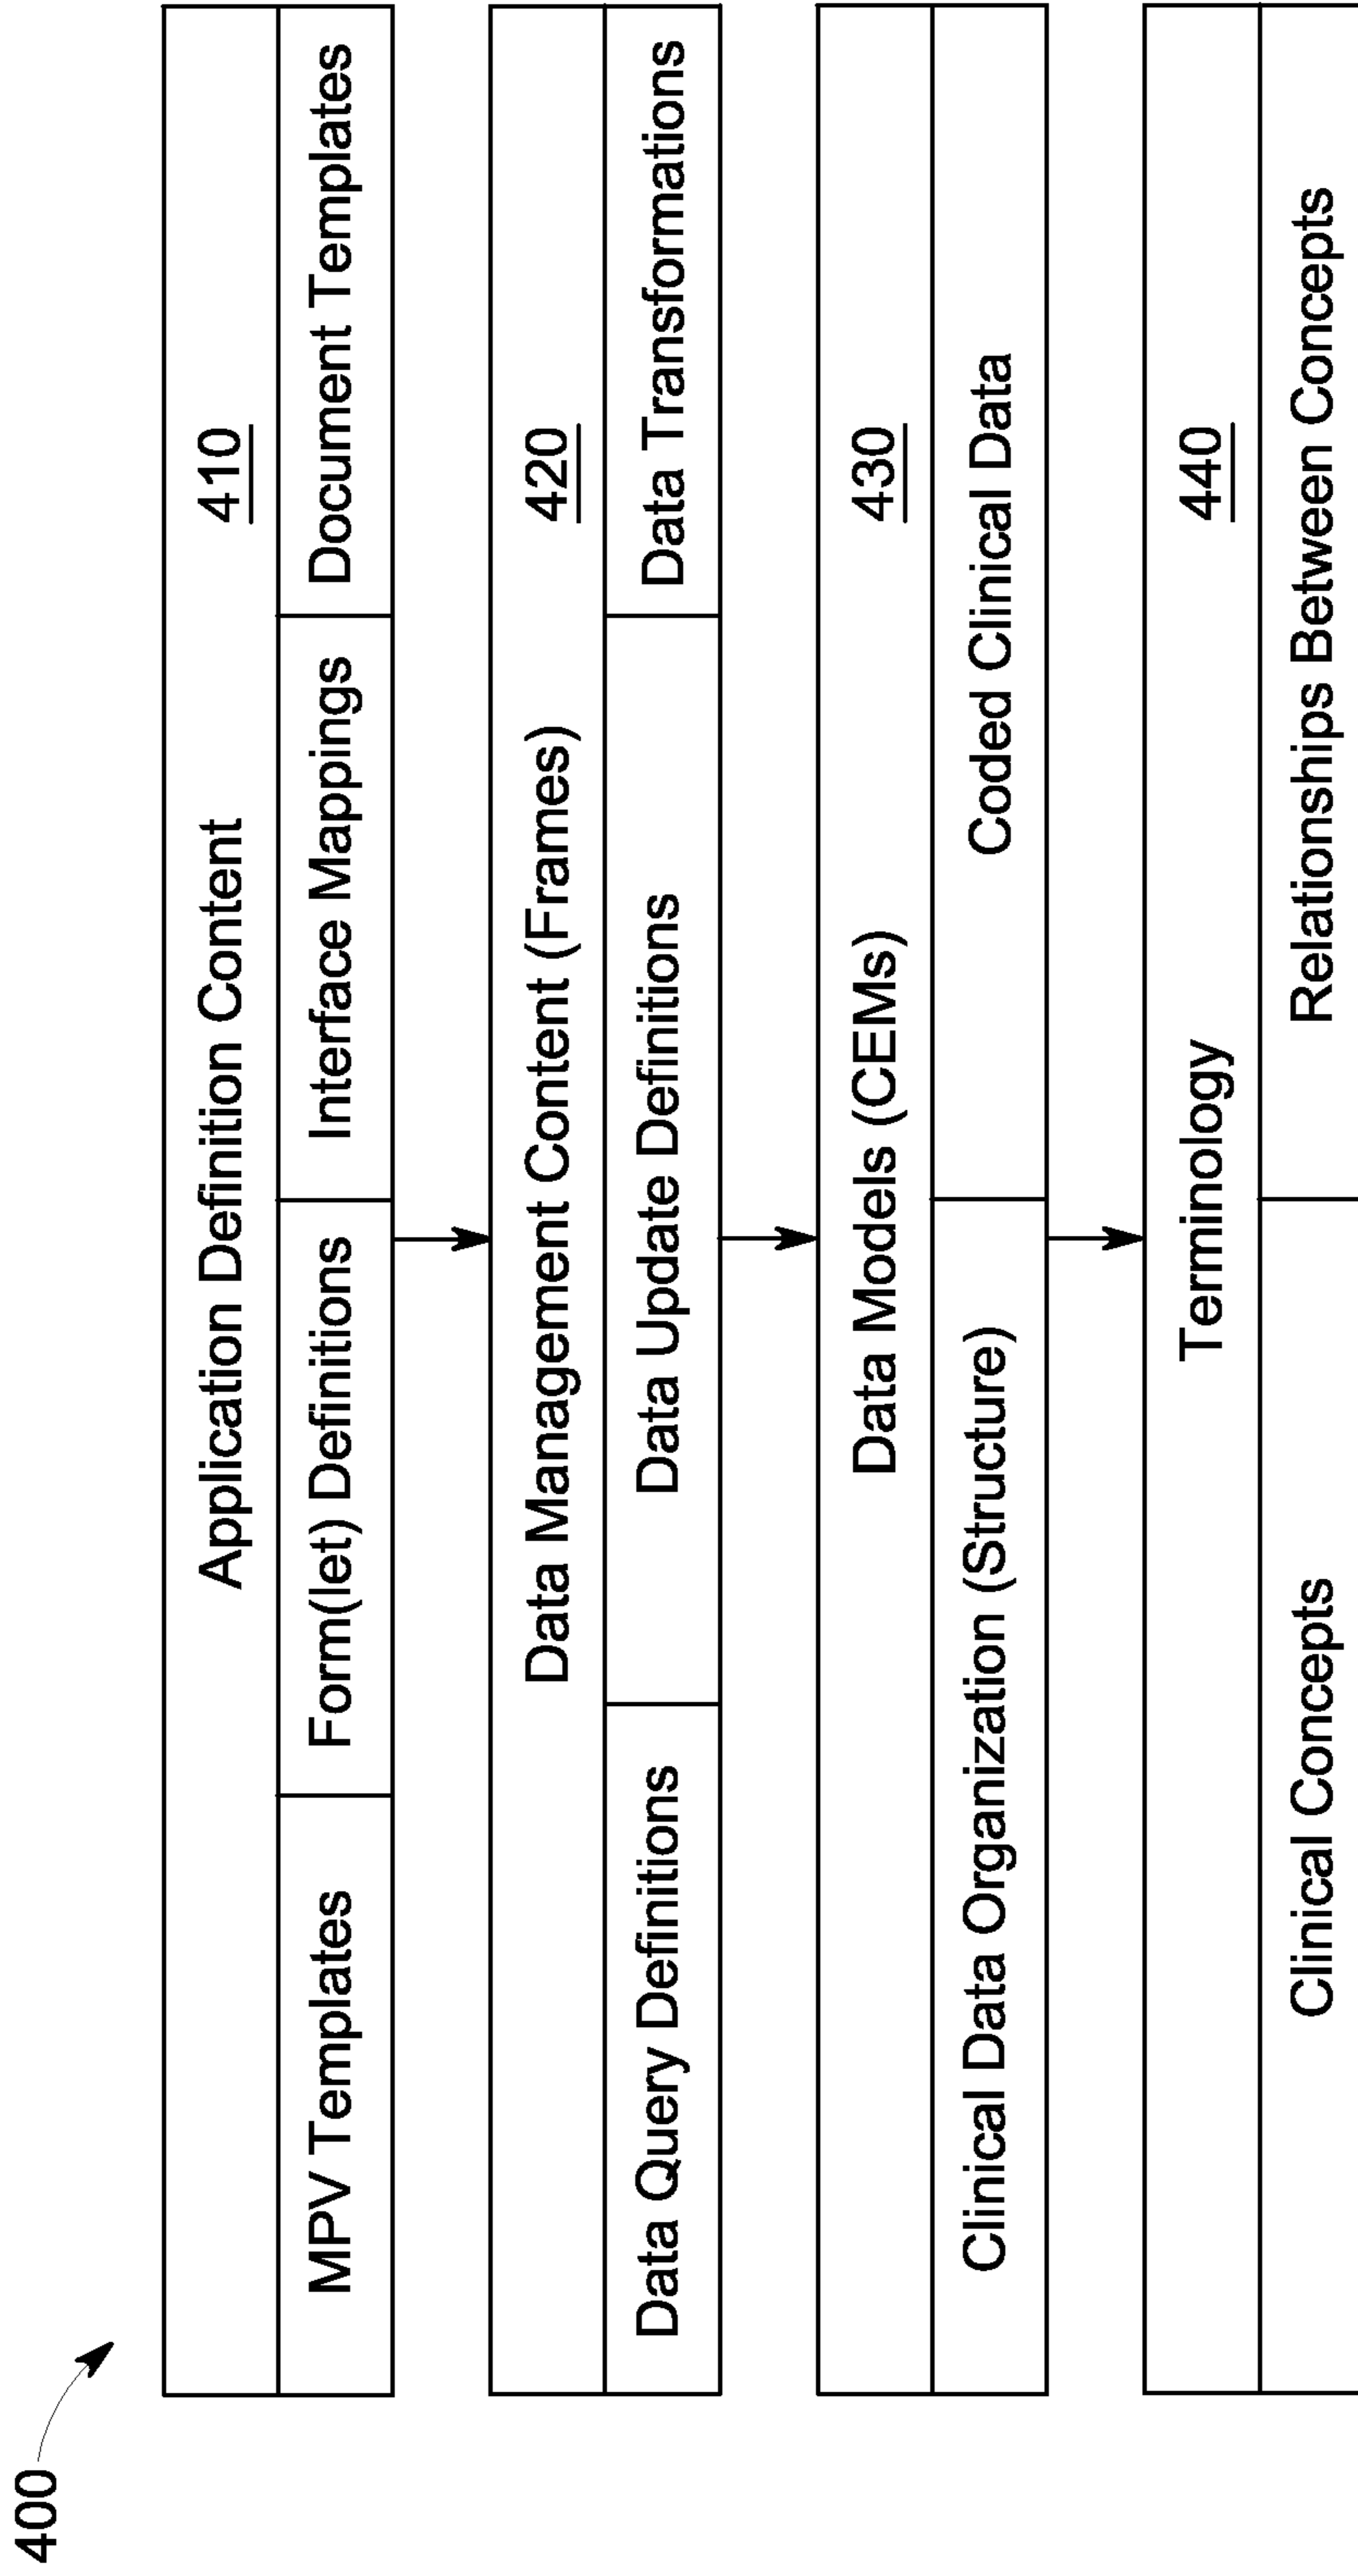 400
Application Definition Content 410
MPV Templates Form(let) Definitions Interface Mappings Document Templates
Data Management Content (Frames) 420
Data Query Definitions Data Update Definitions Data Transformations
Data Models (CEMs) 430
Clinical Data Organization (Structure) Coded Clinical Data
Terminology 440
Clinical Concepts Relationships Between Concepts